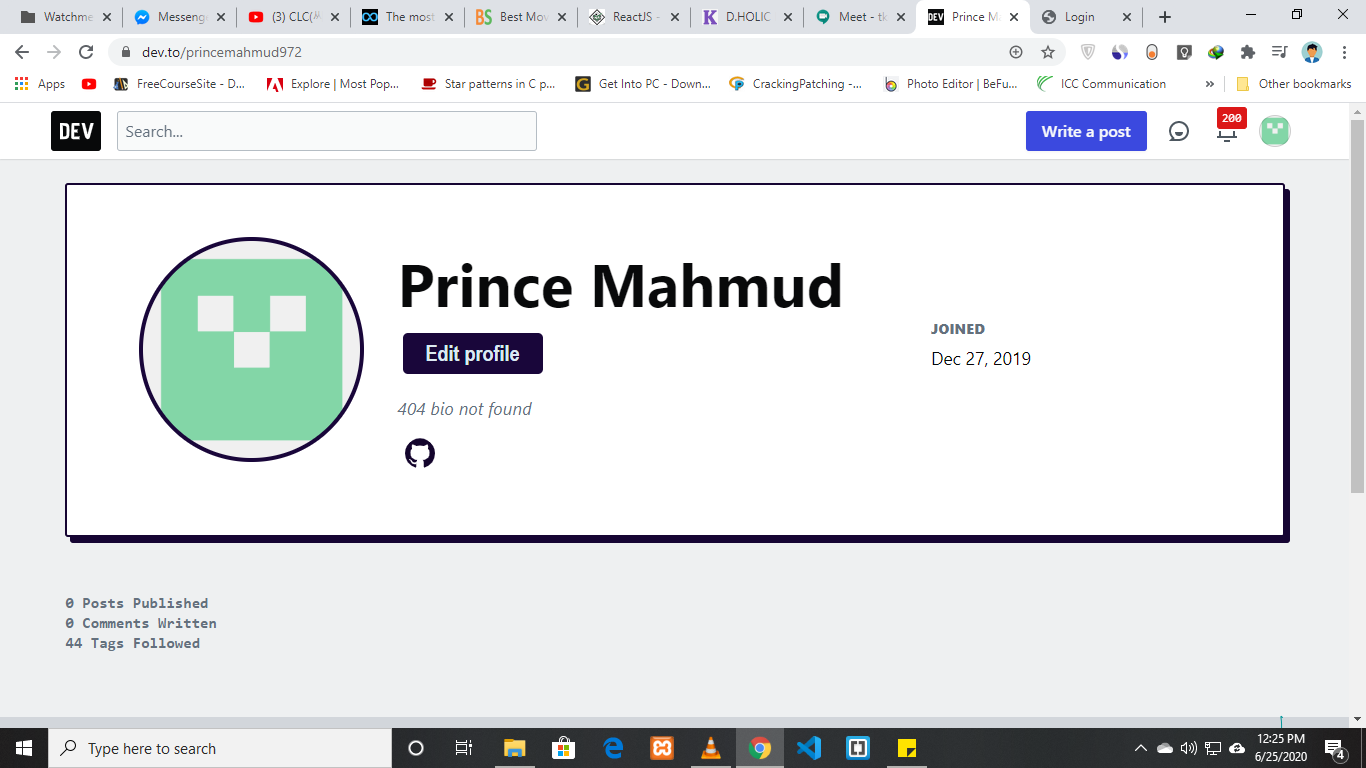 Watchme
Messeng
(3) CLC(
The most
BS Best Mov
ReactJS -
K D.HOLIC
Meet - tk
DEV Prince M
Login
dev.to/princemahmud972
Apps
FreeCourseSite - D...
Explore | Most Pop...
Star patterns in C p...
Get Into PC - Down...
CrackingPatching -...
Photo Editor | BeFu...
ICC Communication
»
Other bookmarks
DEV
Search...
Write a post
200
Prince Mahmud
Edit profile
404 bio not found
JOINED
Dec 27, 2019
0 Posts Published
0 Comments Written
44 Tags Followed
Type here to search
12:25 PM
6/25/2020
4